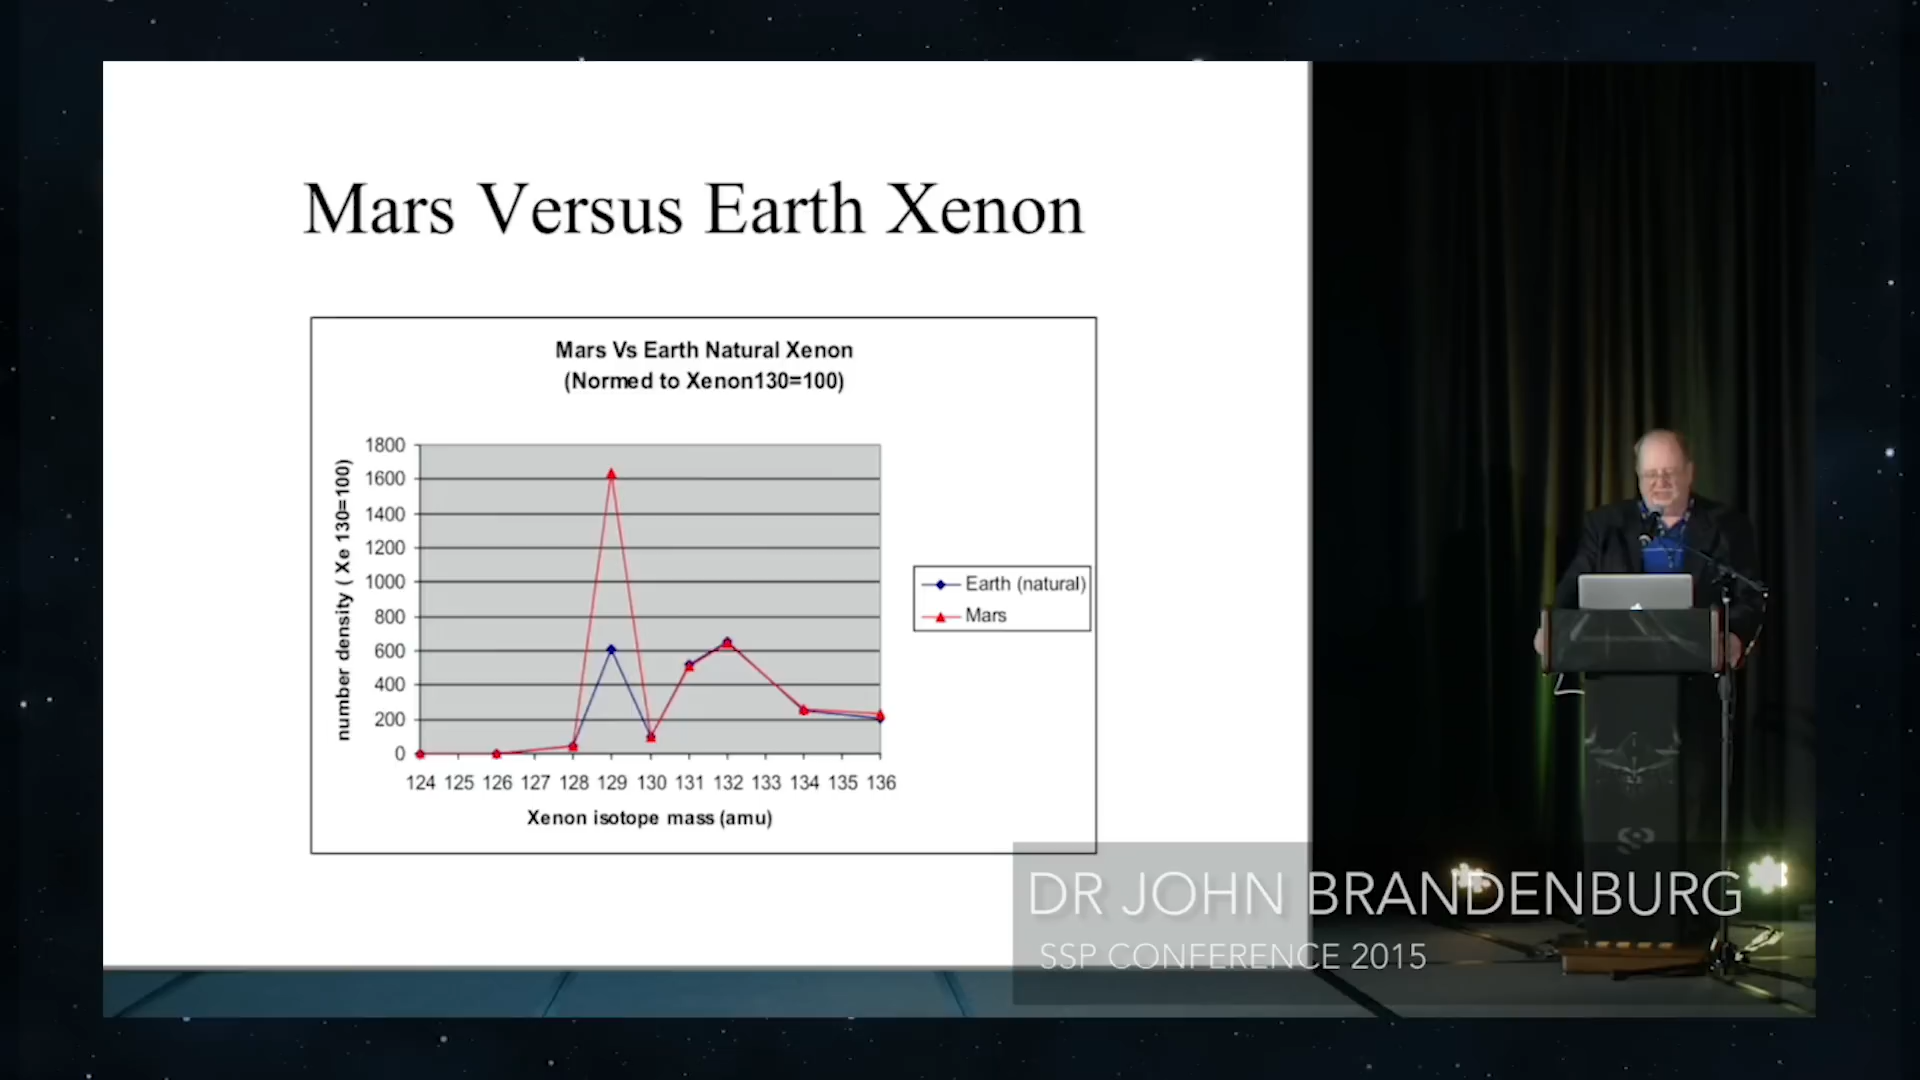 Mars Versus Earth Xenon
Mars Vs Earth Natural Xenon
(Normed to Xenon130=100)
number density ( Xe 130=100)
1800
1600
1400
1200
1000
800
600
400
200
0
124 125 126 127 128 129 130 131 132 133 134 135 136
Xenon isotope mass (amu)
Earth (natural)
Mars
DR JOHN BRANDENBURG
SSP CONFERENCE 2015